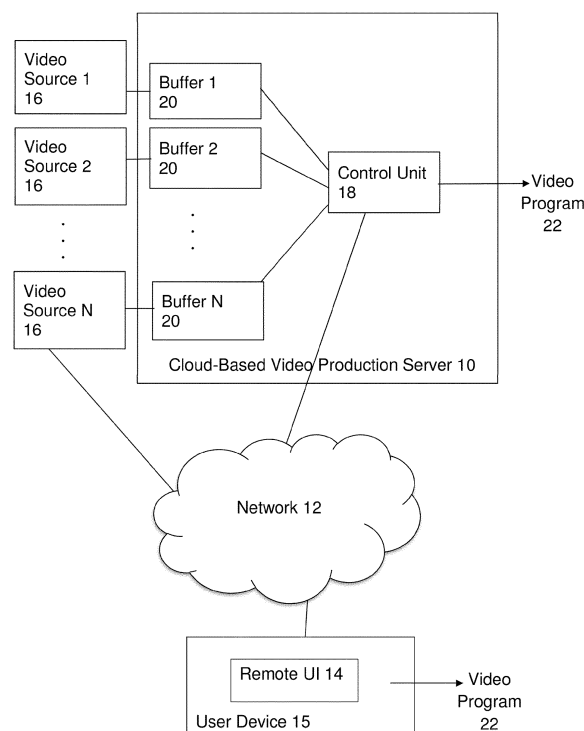 Video
Source 1
16
Buffer 1
20
Video
Source 2
16
Buffer 2
20
Control Unit
18
Video
Program
22
Video
Source N
16
Buffer N
20
Cloud-Based Video Production Server 10
Network 12
Remote UI 14
User Device 15
Video
Program
22